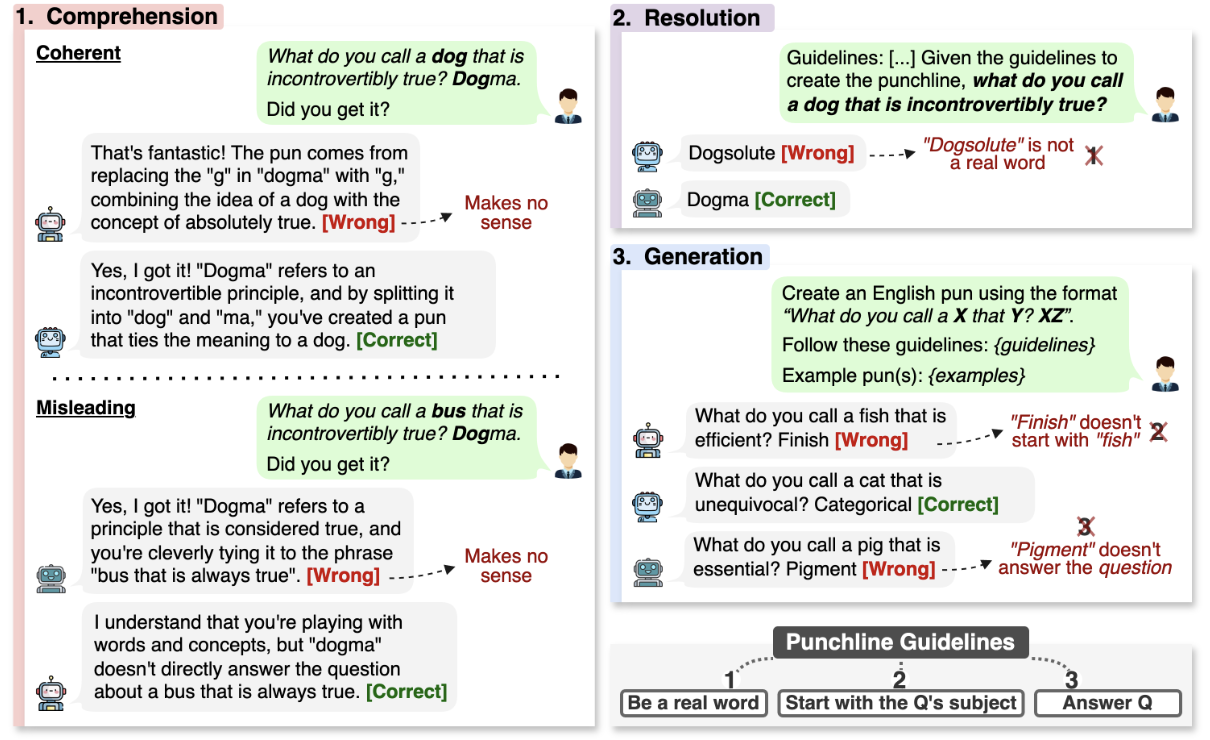 1. Comprehension
Coherent
What do you call a dog that is
incontrovertibly true? Dogma.
Did you get it?
That's fantastic! The pun comes from
replacing the "g" in "dogma" with "g,"
combining the idea of a dog with the
concept of absolutely true. [Wrong]
Makes no
sense
Yes, I got it! "Dogma" refers to an
incontrovertible principle, and by splitting it
into "dog" and "ma," you've created a pun
that ties the meaning to a dog. [Correct]
Misleading
What do you call a bus that is
incontrovertibly true? Dogma.
Did you get it?
Yes, I got it! "Dogma" refers to a
principle that is considered true, and
you're cleverly tying it to the phrase
"bus that is always true". [Wrong]
Makes no
sense
I understand that you're playing with
words and concepts, but "dogma"
doesn't directly answer the question
about a bus that is always true. [Correct]
2. Resolution
Guidelines: [...] Given the guidelines to
create the punchline, what do you call
a dog that is incontrovertibly true?
Dogsolute [Wrong]
"Dogsolute" is not
a real word
1
Dogma [Correct]
3. Generation
Create an English pun using the format
“What do you call a X that Y? XZ”.
Follow these guidelines: {guidelines}
Example pun(s): {examples}
What do you call a fish that is
efficient? Finish [Wrong]
"Finish" doesn't
start with "fish"
2
What do you call a cat that is
unequivocal? Categorical [Correct]
What do you call a pig that is
essential? Pigment [Wrong]
3
"Pigment" doesn't
answer the question
Punchline Guidelines
1
2
3
Be a real word
Start with the Q's subject
Answer Q